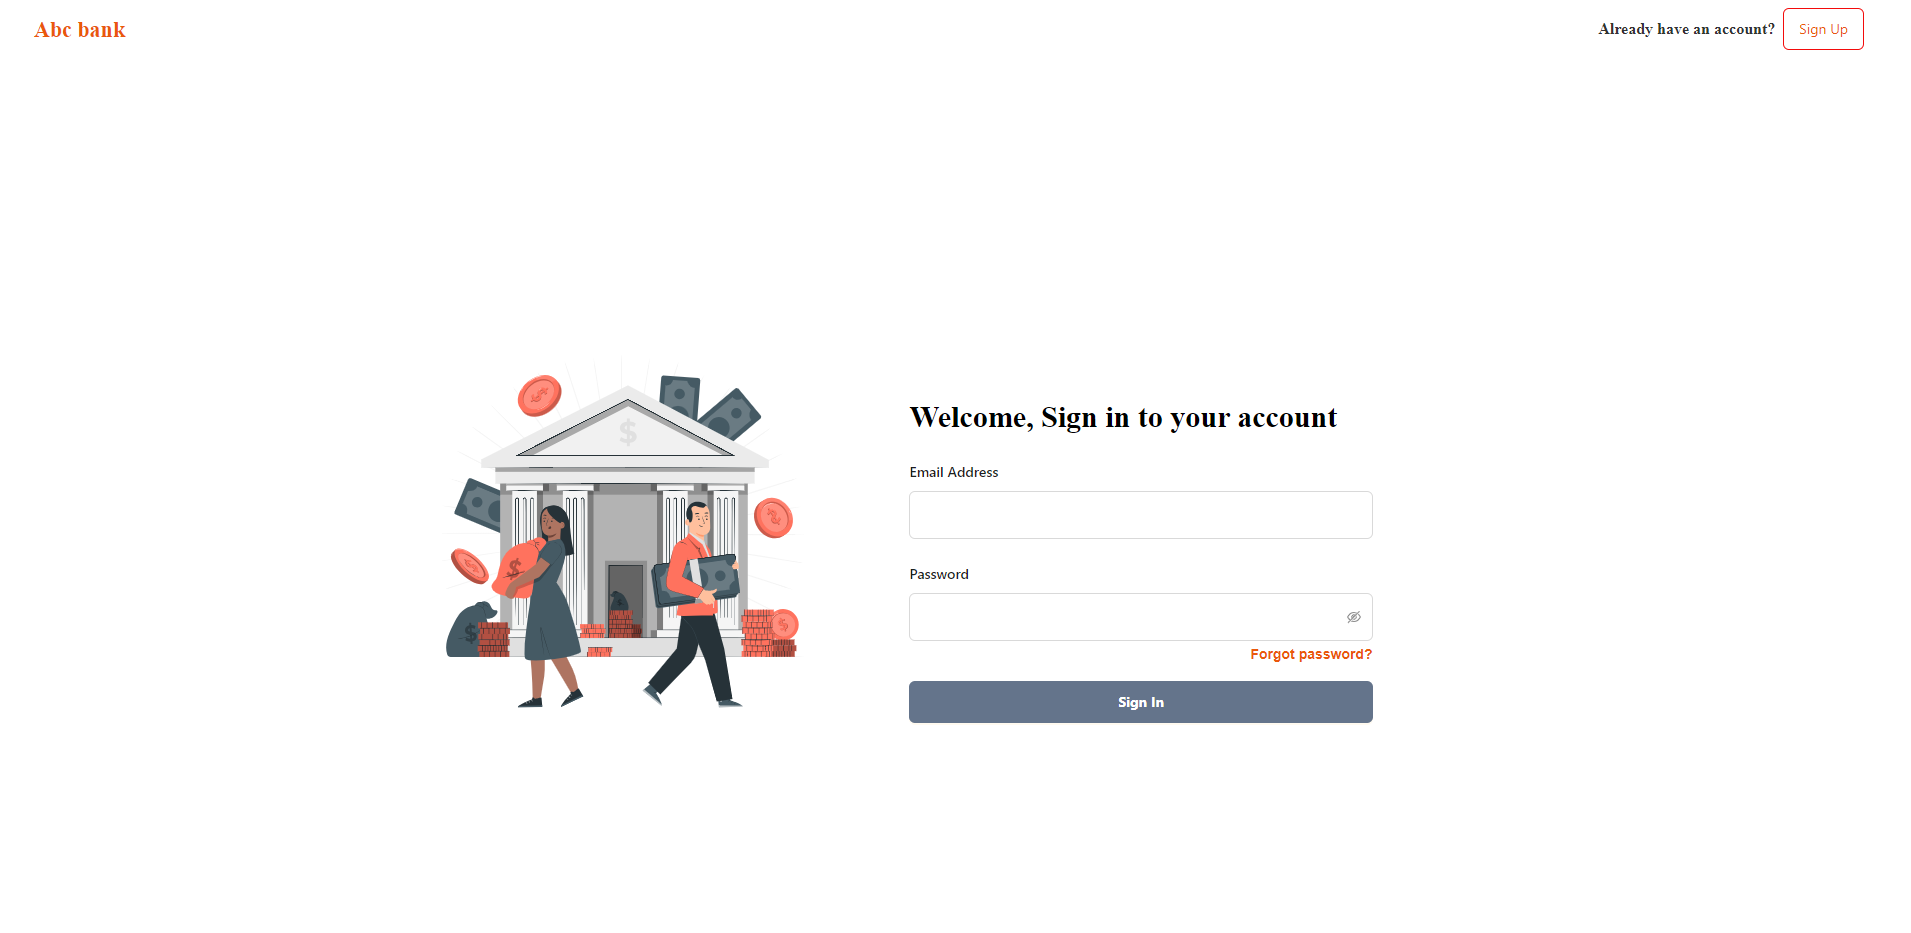 Abc bank
Already have an account? Sign Up
Welcome, Sign in to your account
Email Address
Password
Forgot password?
Sign In